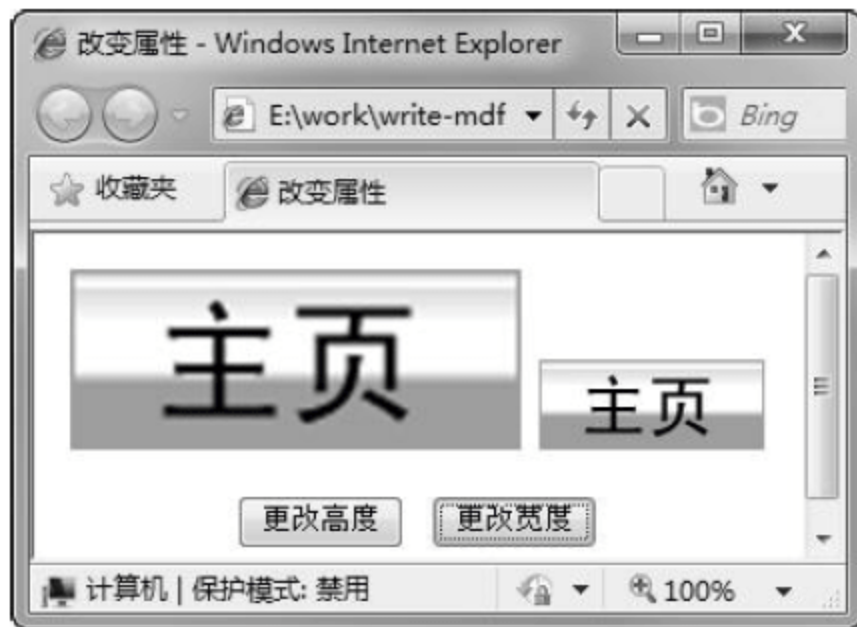 改变属性 - Windows Internet Explorer
E:\work\write-mdf
Bing
收藏夹
改变属性
主页
主页
更改高度
更改宽度
计算机 | 保护模式: 禁用
100%